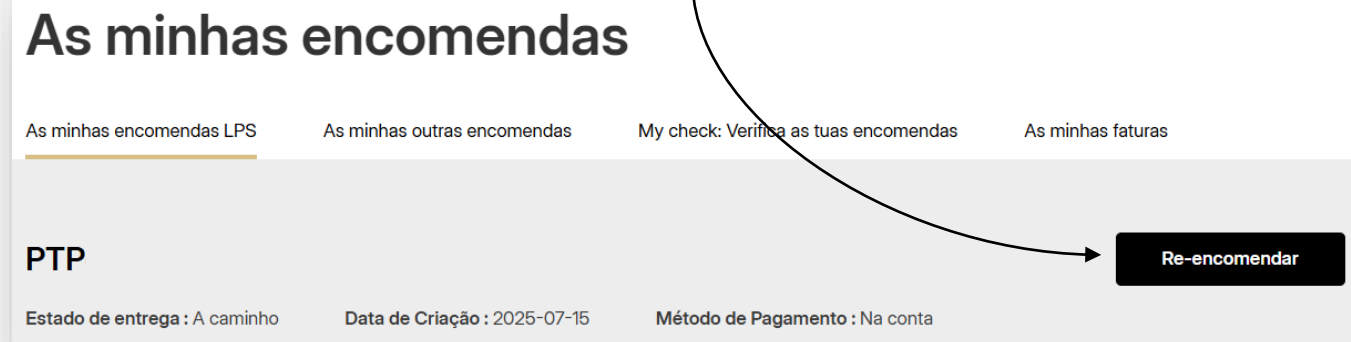 As minhas encomendas
As minhas encomendas LPS As minhas outras encomendas My check: Verifica as tuas encomendas As minhas faturas
PTP
Re-encomendar
Estado de entrega : A caminho Data de Criação : 2025-07-15 Método de Pagamento : Na conta